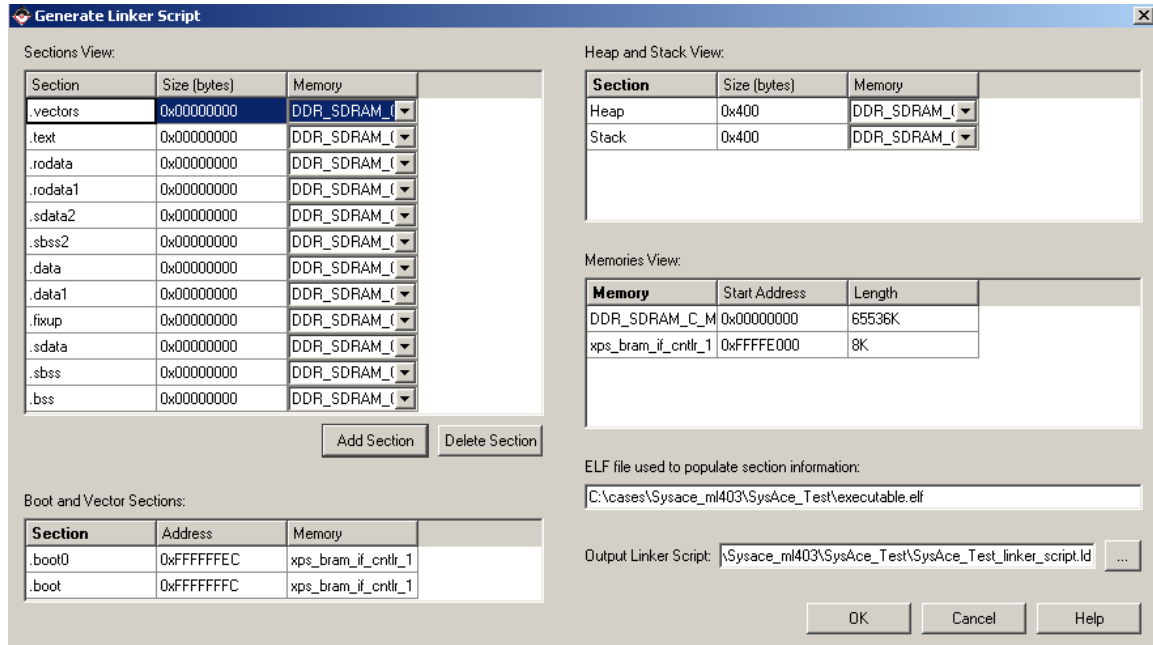 Generate Linker Script
Sections View:
Section Size (bytes) Memory
.vectors 0x00000000 DDR_SDRAM_(
.text 0x00000000 DDR_SDRAM_(
.rodata 0x00000000 DDR_SDRAM_(
.rodata1 0x00000000 DDR_SDRAM_(
.sdata2 0x00000000 DDR_SDRAM_(
.sbss2 0x00000000 DDR_SDRAM_(
.data 0x00000000 DDR_SDRAM_(
.data1 0x00000000 DDR_SDRAM_(
.fixup 0x00000000 DDR_SDRAM_(
.sdata 0x00000000 DDR_SDRAM_(
.sbss 0x00000000 DDR_SDRAM_(
.bss 0x00000000 DDR_SDRAM_(
Add Section Delete Section
Boot and Vector Sections:
Section Address Memory
.boot0 0xFFFFFFEC xps_bram_if_cntlr_1
.boot 0xFFFFFFFC xps_bram_if_cntlr_1
Heap and Stack View:
Section Size (bytes) Memory
Heap 0x400 DDR_SDRAM_(
Stack 0x400 DDR_SDRAM_(
Memories View:
Memory Start Address Length
DDR_SDRAM_C_M 0x00000000 65536K
xps_bram_if_cntlr_1 0xFFFFE000 8K
ELF file used to populate section information:
C:\cases\Sysace_ml403\SysAce_Test\executable.elf
Output Linker Script: \Sysace_ml403\SysAce_Test\SysAce_Test_linker_script.ld ...
OK Cancel Help